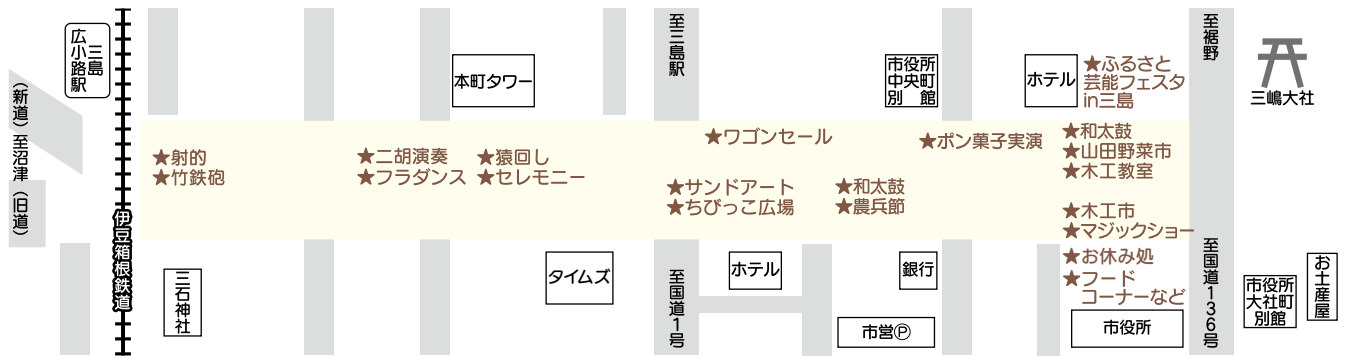 三島
広小路駅
(新道)至沼津(旧道)
伊豆箱根鉄道
三石神社
★射的
★竹鉄砲
★二胡演奏
★フラダンス
本町タワー
★猿回し
★セレモニー
タイムズ
至三島駅
★ワゴンセール
★サンドアート
★ちびっこ広場
至国道1号
ホテル
★和太鼓
★農兵節
市営Ⓟ
市役所
中央町
別館
★ポン菓子実演
銀行
ホテル
★ふるさと
芸能フェスタ
in三島
★和太鼓
★山田野菜市
★木工教室
★木工市
★マジックショー
★お休み処
★フード
コーナーなど
市役所
至裾野
至国道136号
三嶋大社
市役所
大社町
別館
お土産屋